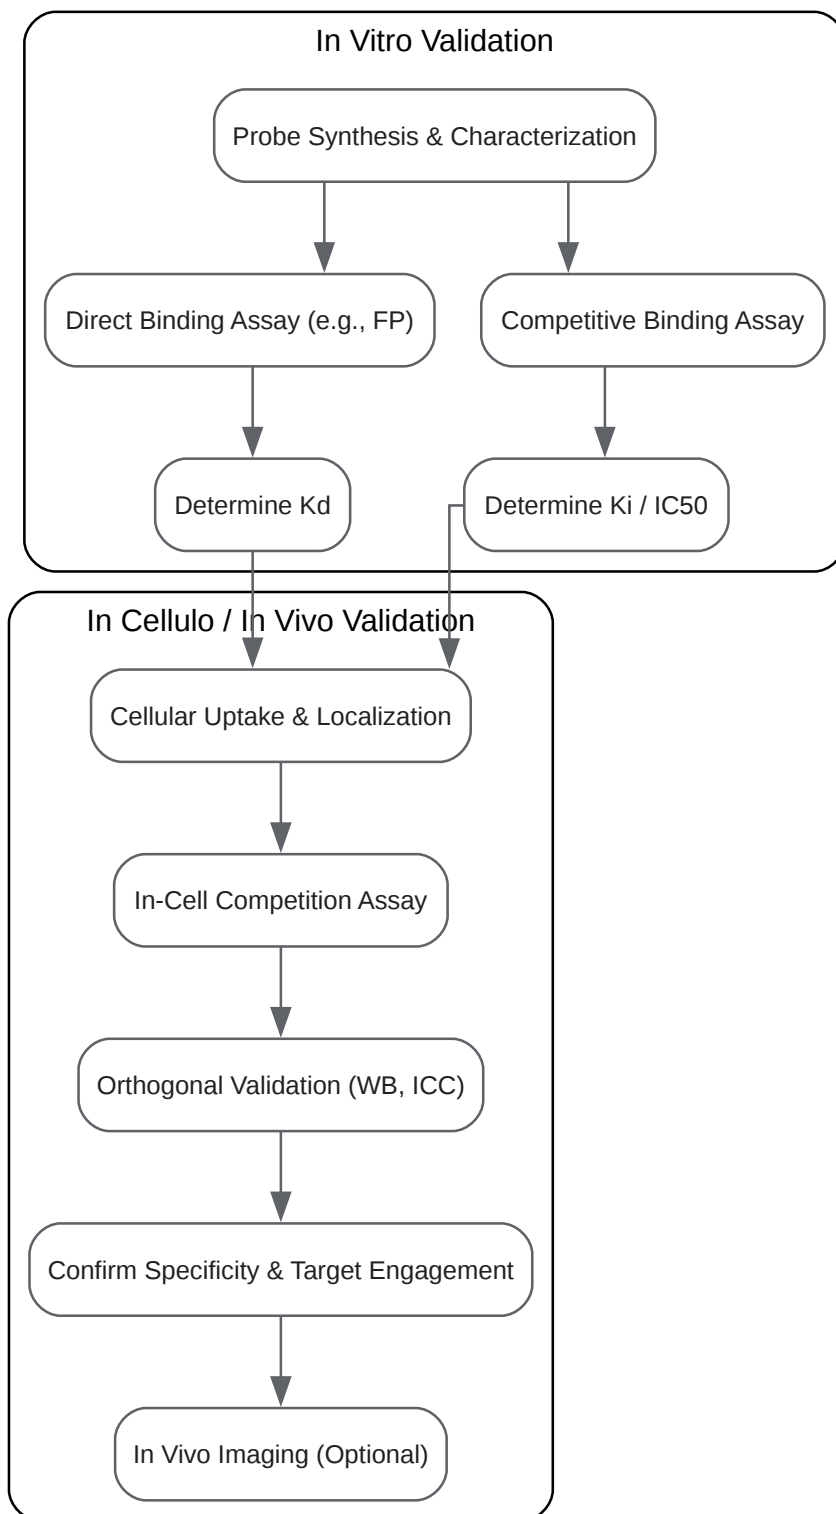 In Vitro Validation
Probe Synthesis & Characterization
Direct Binding Assay (e.g., FP)
Competitive Binding Assay
Determine Kd
Determine Ki / IC50
In Cellulo / In Vivo Validation
Cellular Uptake & Localization
In-Cell Competition Assay
Orthogonal Validation (WB, ICC)
Confirm Specificity & Target Engagement
In Vivo Imaging (Optional)